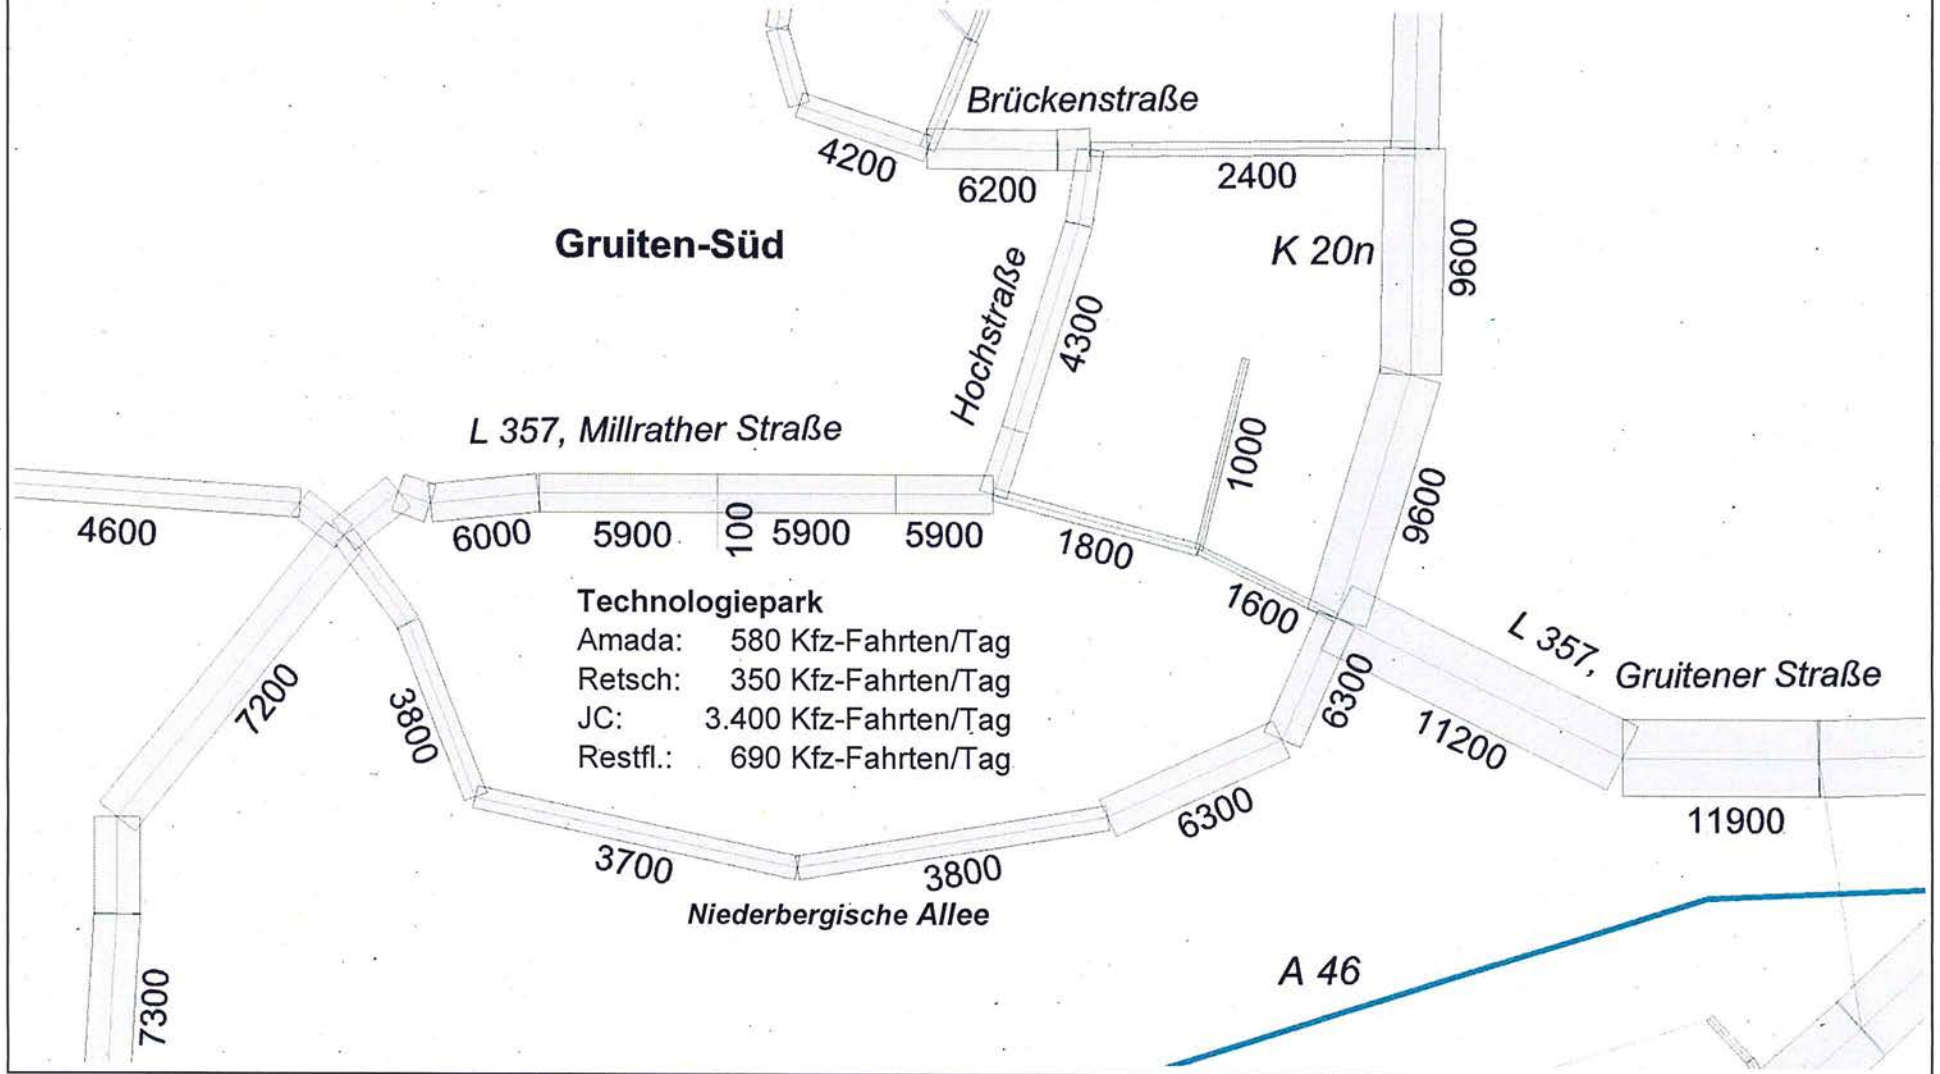 Brückenstraße
4200
6200
2400
Gruiten-Süd
K 20n
9600
Hochstraße
4300
L 357, Millrather Straße
1000
9600
4600
6000
5900
100
5900
5900
1800
1600
Technologiepark
Amada: 580 Kfz-Fahrten/Tag
Retsch: 350 Kfz-Fahrten/Tag
JC: 3.400 Kfz-Fahrten/Tag
Restfl.: 690 Kfz-Fahrten/Tag
L 357, Gruitener Straße
7200
3800
6300
11200
11900
6300
3700
3800
Niederbergische Allee
A 46
7300